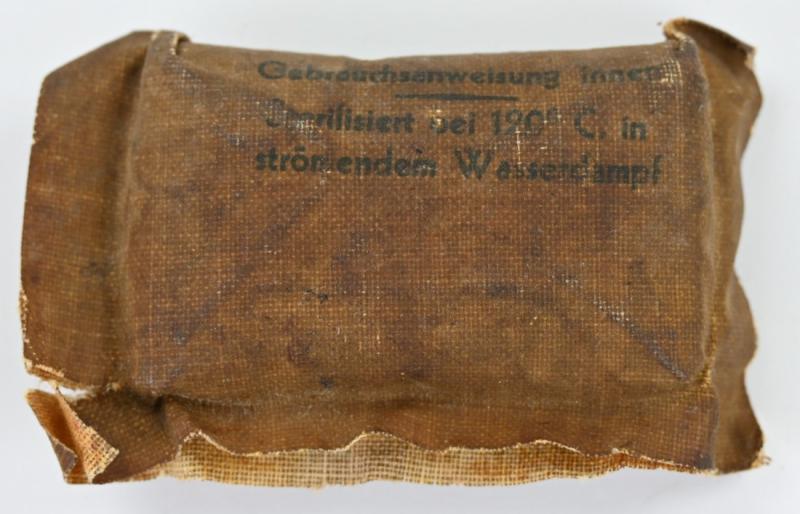 Gebrauchsanweisung innen
Sterilisiert bei 120° C. in
strömendem Wasserdampf